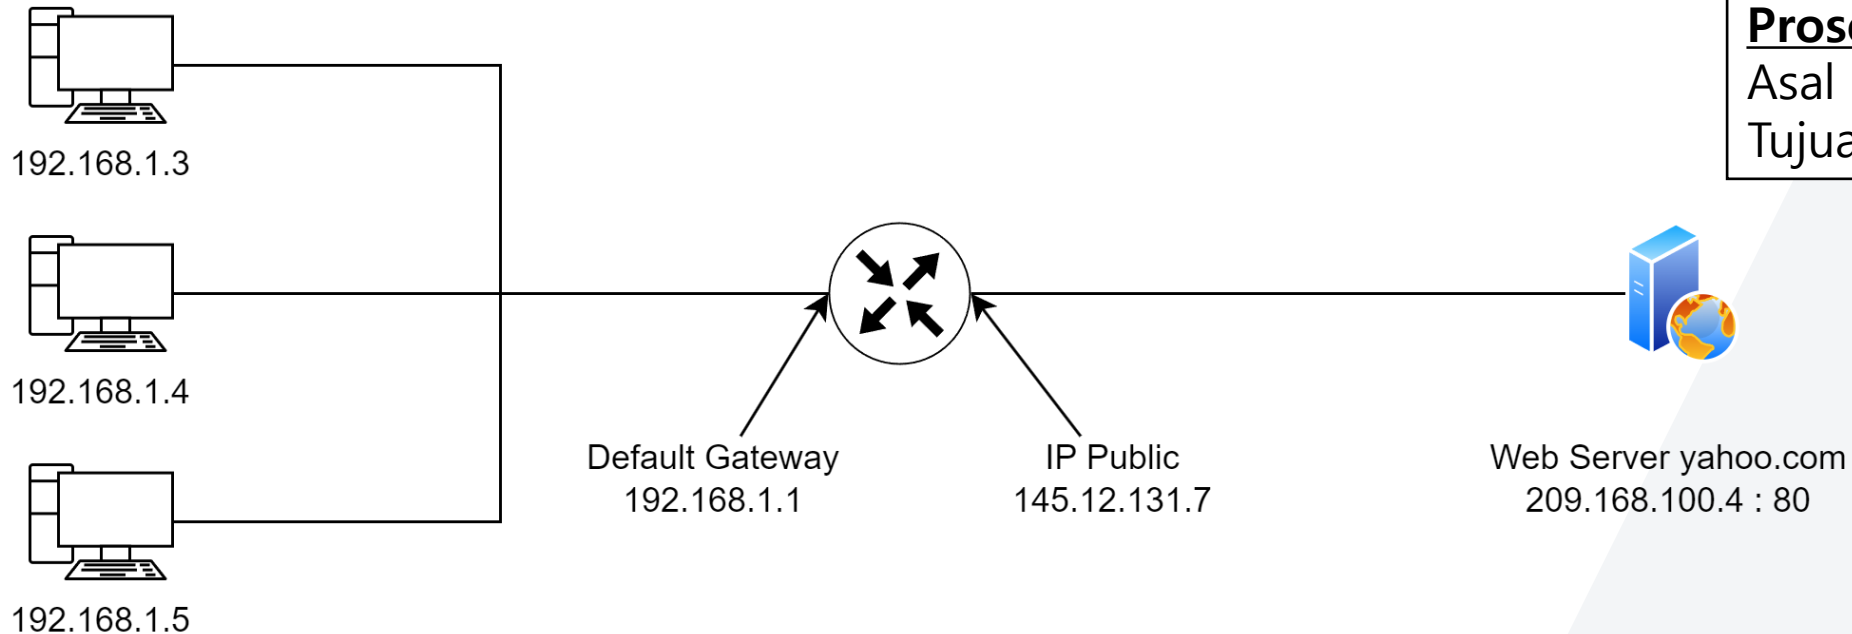 Asal
192.168.1.3
192.168.1.4
192.168.1.5
Default Gateway
192.168.1.1
IP Public
145.12.131.7
Web Server yahoo.com
209.168.100.4 : 80